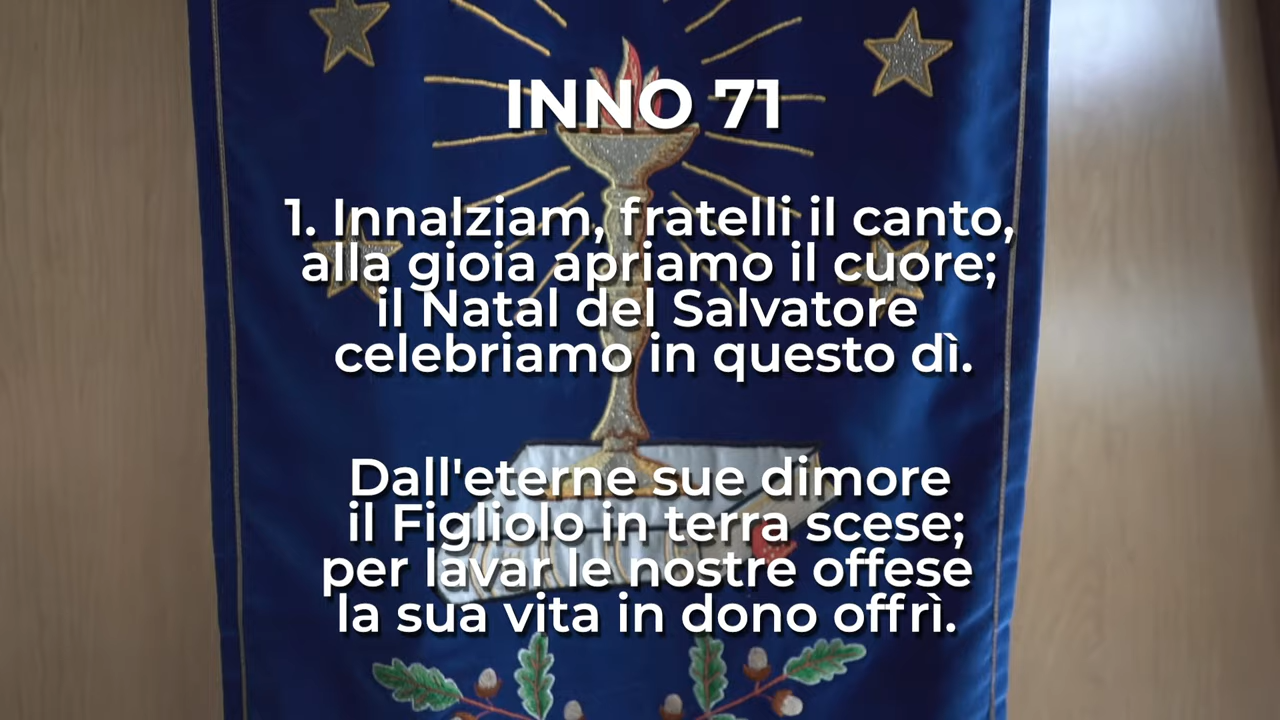 INNO 71
1. Innalziam, fratelli il canto,
alla gioia apriamo il cuore;
il Natal del Salvatore
celebriamo in questo dì.
Dall'eterne sue dimore
il Figliolo in terra scese;
per lavar le nostre offese
la sua vita in dono offrì.